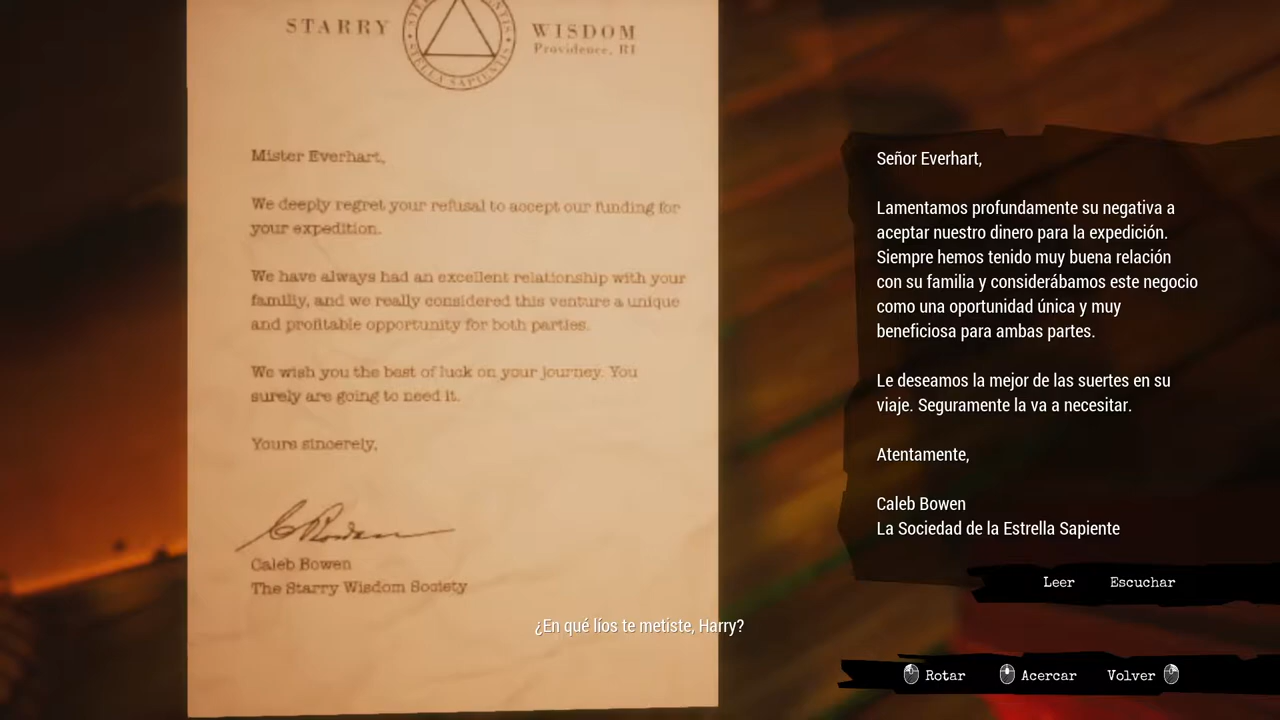 STARRY
WISDOM
Providence, RI
STELLA SAPIENTIS
Mister Everhart,
We deeply regret your refusal to accept our funding for
your expedition.
We have always had an excellent relationship with your
familiy, and we really considered this venture a unique
and profitable opportunity for both parties.
We wish you the best of luck on your journey. You
surely are going to need it.
Yours sincerely,
Caleb Bowen
The Starry Wisdom Society
Señor Everhart,
Lamentamos profundamente su negativa a
aceptar nuestro dinero para la expedición.
Siempre hemos tenido muy buena relación
con su familia y considerábamos este negocio
como una oportunidad única y muy
beneficiosa para ambas partes.
Le deseamos la mejor de las suertes en su
viaje. Seguramente la va a necesitar.
Atentamente,
Caleb Bowen
La Sociedad de la Estrella Sapiente
Leer Escuchar
¿En qué líos te metiste, Harry?
Rotar Acercar Volver